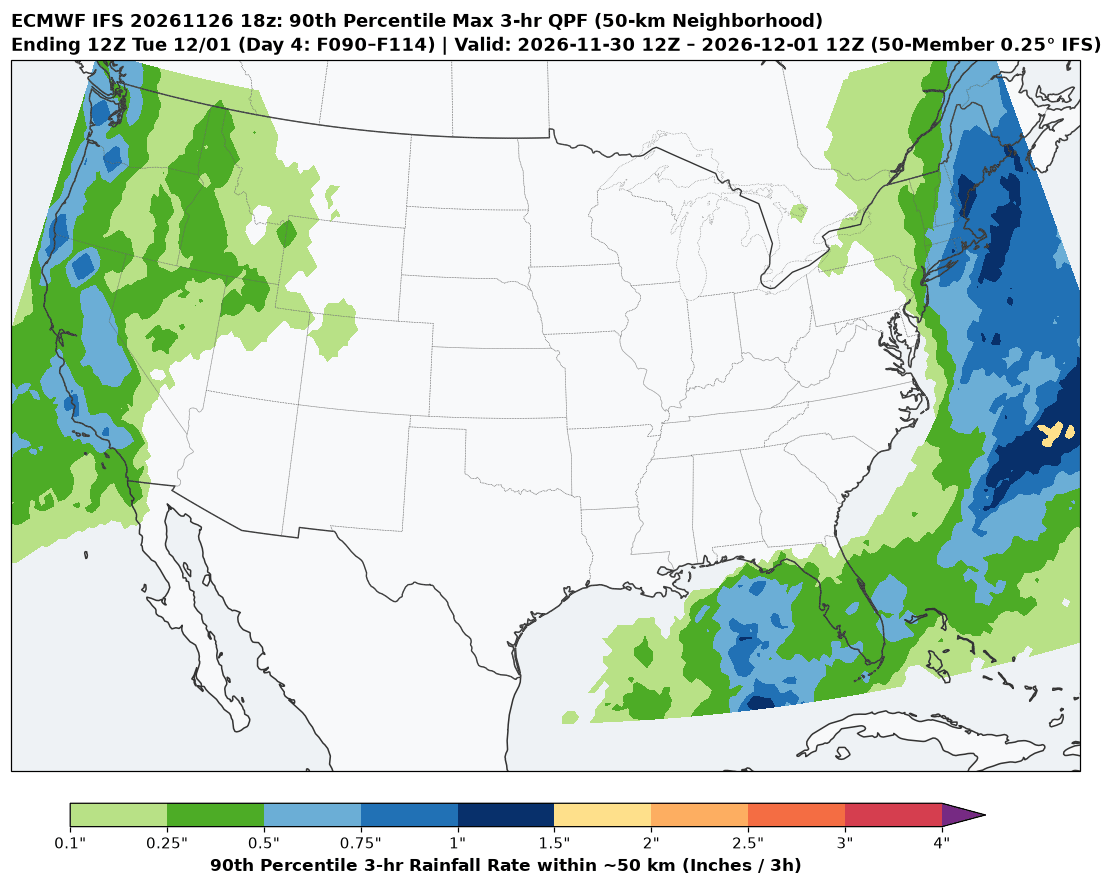 ECMWF IFS 20261126 18z: 90th Percentile Max 3-hr QPF (50-km Neighborhood)
Ending 12Z Tue 12/01 (Day 4: F090–F114) | Valid: 2026-11-30 12Z – 2026-12-01 12Z (50-Member 0.25° IFS)
0.1" 0.25" 0.5" 0.75" 1" 1.5" 2" 2.5" 3" 4"
90th Percentile 3-hr Rainfall Rate within ~50 km (Inches / 3h)